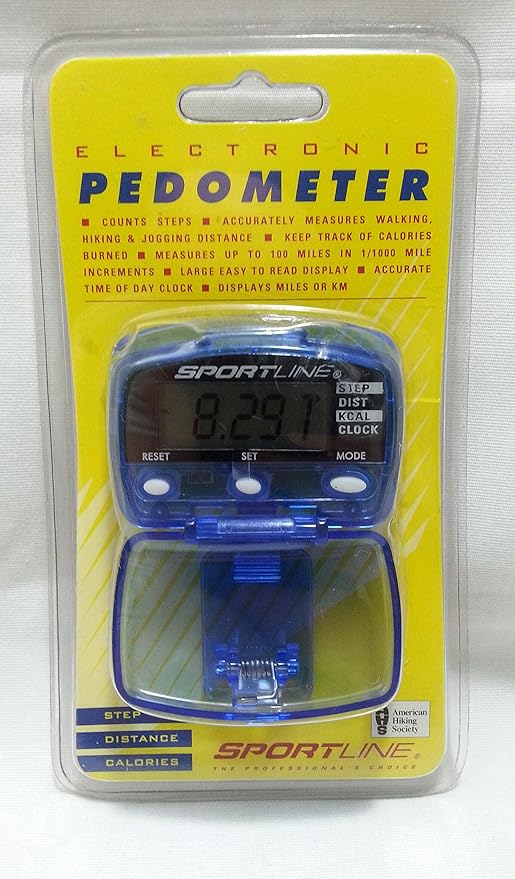 ELECTRONIC
PEDOMETER
■ COUNTS STEPS ■ ACCURATELY MEASURES WALKING,
HIKING & JOGGING DISTANCE ■ KEEP TRACK OF CALORIES
BURNED ■ MEASURES UP TO 100 MILES IN 1/1000 MILE
INCREMENTS ■ LARGE EASY TO READ DISPLAY ■ ACCURATE
TIME OF DAY CLOCK ■ DISPLAYS MILES OR KM
SPORTLINE®
STEP
DIST
KCAL
CLOCK
RESET SET MODE
STEP
DISTANCE
CALORIES
AHS
American
Hiking
Society
SPORTLINE®
THE PROFESSIONAL'S CHOICE